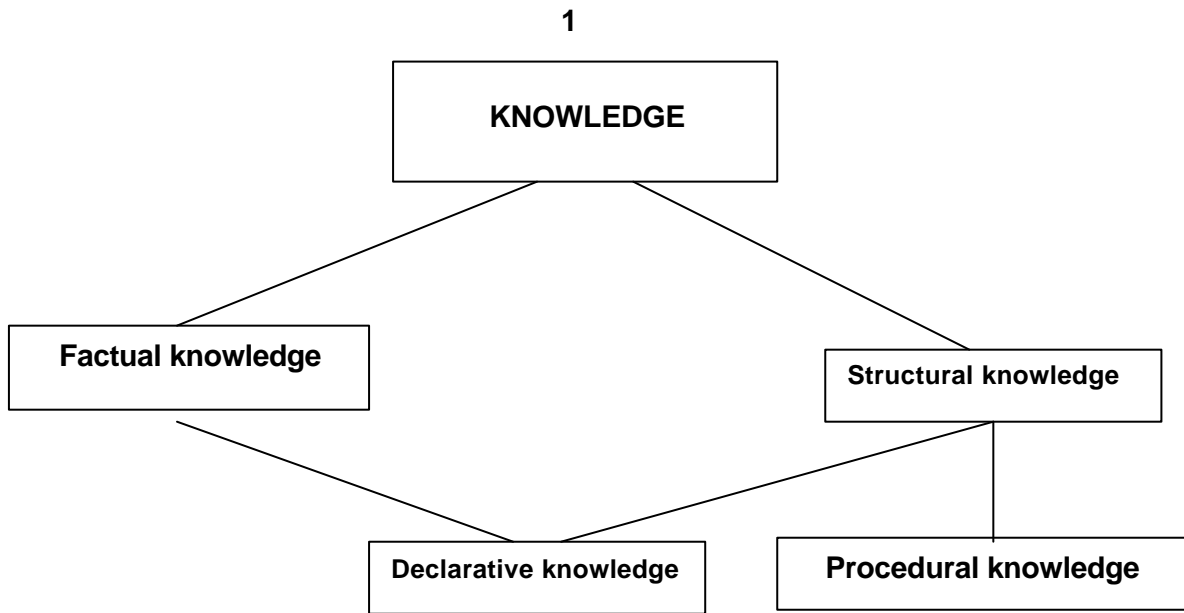 1
KNOWLEDGE
Factual knowledge
Structural knowledge
Declarative knowledge
Procedural knowledge